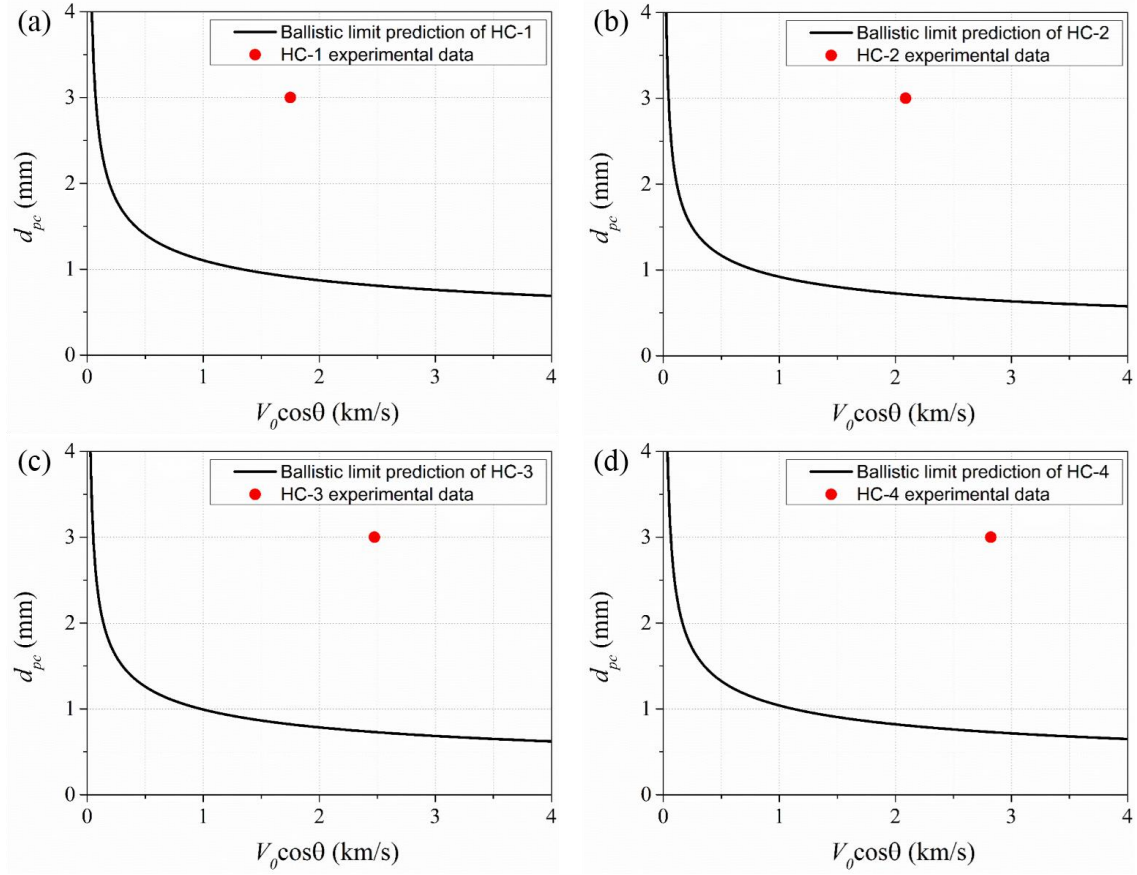 (a)
Ballistic limit prediction of HC-1
HC-1 experimental data
4
3
2
1
0
d_pc (mm)
0 1 2 3 4
V_0cosθ (km/s)
(b)
Ballistic limit prediction of HC-2
HC-2 experimental data
4
3
2
1
0
d_pc (mm)
0 1 2 3 4
V_0cosθ (km/s)
(c)
Ballistic limit prediction of HC-3
HC-3 experimental data
4
3
2
1
0
d_pc (mm)
0 1 2 3 4
V_0cosθ (km/s)
(d)
Ballistic limit prediction of HC-4
HC-4 experimental data
4
3
2
1
0
d_pc (mm)
0 1 2 3 4
V_0cosθ (km/s)